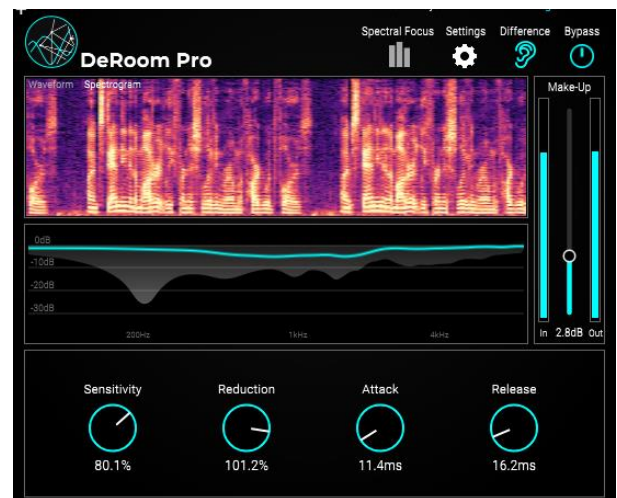 Spectral Focus Settings Difference Bypass
DeRoom Pro
Waveform Spectrogram
Make-Up
0dB
-10dB
-20dB
-30dB
200Hz 1kHz 4kHz
In 2.8dB Out
Sensitivity Reduction Attack Release
80.1% 101.2% 11.4ms 16.2ms